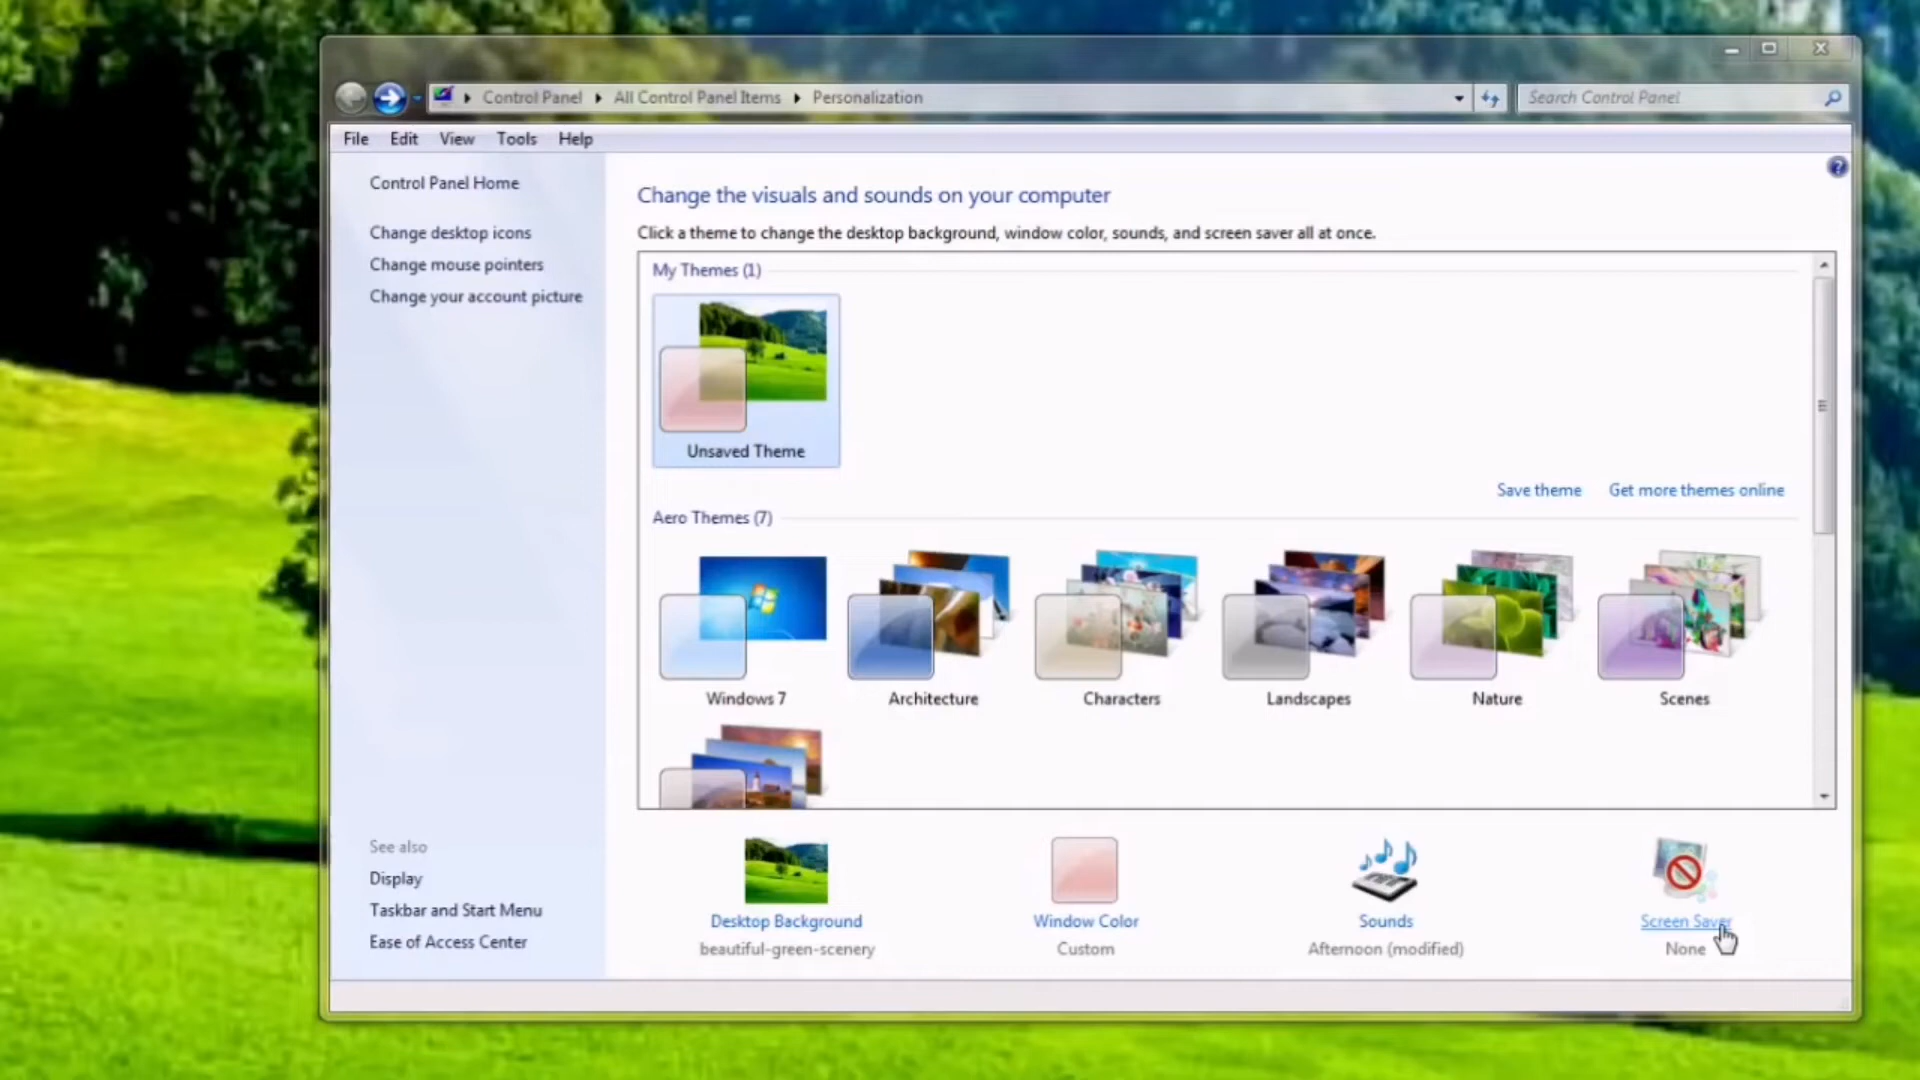 Control Panel All Control Panel Items Personalization
Search Control Panel
File Edit View Tools Help
Control Panel Home
Change desktop icons
Change mouse pointers
Change your account picture
See also
Display
Taskbar and Start Menu
Ease of Access Center
Change the visuals and sounds on your computer
Click a theme to change the desktop background, window color, sounds, and screen saver all at once.
My Themes (1)
Unsaved Theme
Save theme Get more themes online
Aero Themes (7)
Windows 7 Architecture Characters Landscapes Nature Scenes
Desktop Background Window Color Sounds Screen Saver
beautiful-green-scenery Custom Afternoon (modified) None